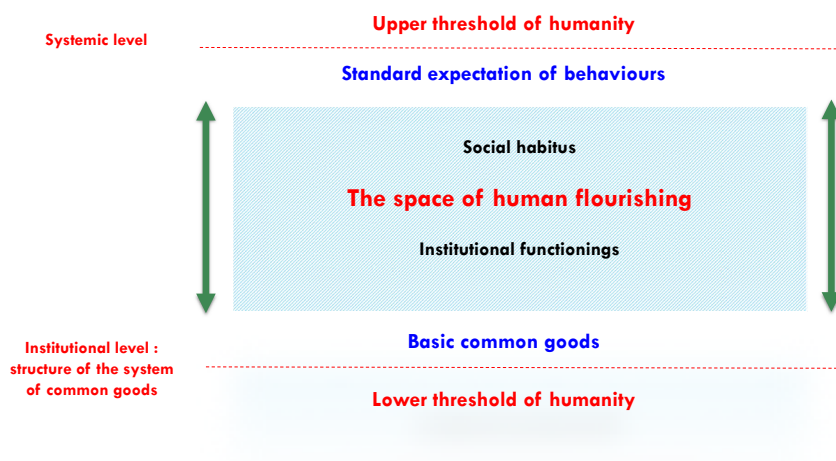 Upper threshold of humanity
Systemic level
Standard expectation of behaviours
Social habitus
The space of human flourishing
Institutional functionings
Basic common goods
Institutional level :
structure of the system
of common goods
Lower threshold of humanity